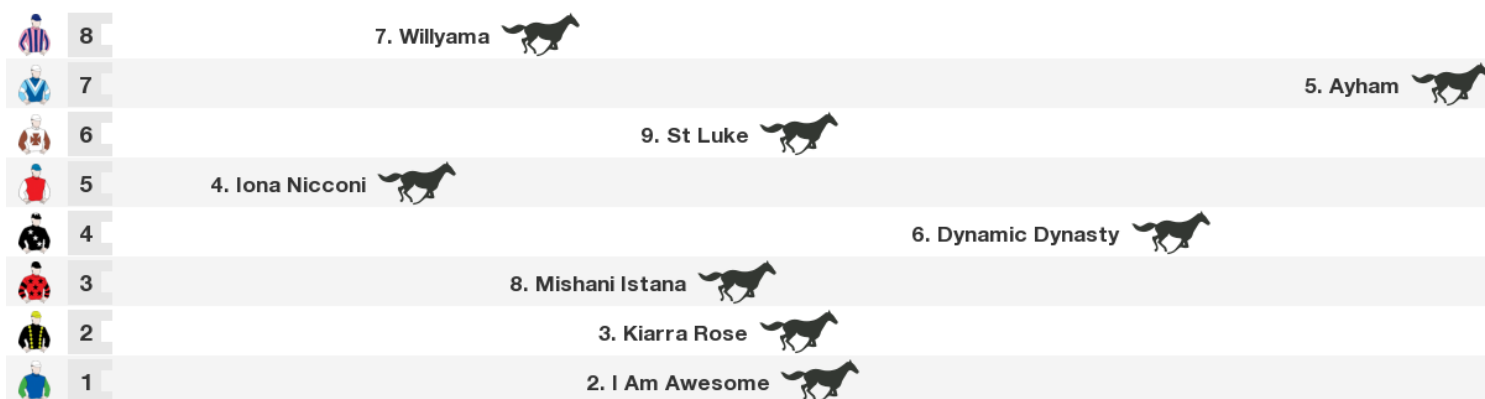 8 7. Willyama
7 5. Ayham
6 9. St Luke
5 4. Iona Nicconi
4 6. Dynamic Dynasty
3 8. Mishani Istana
2 3. Kiarra Rose
1 2. I Am Awesome